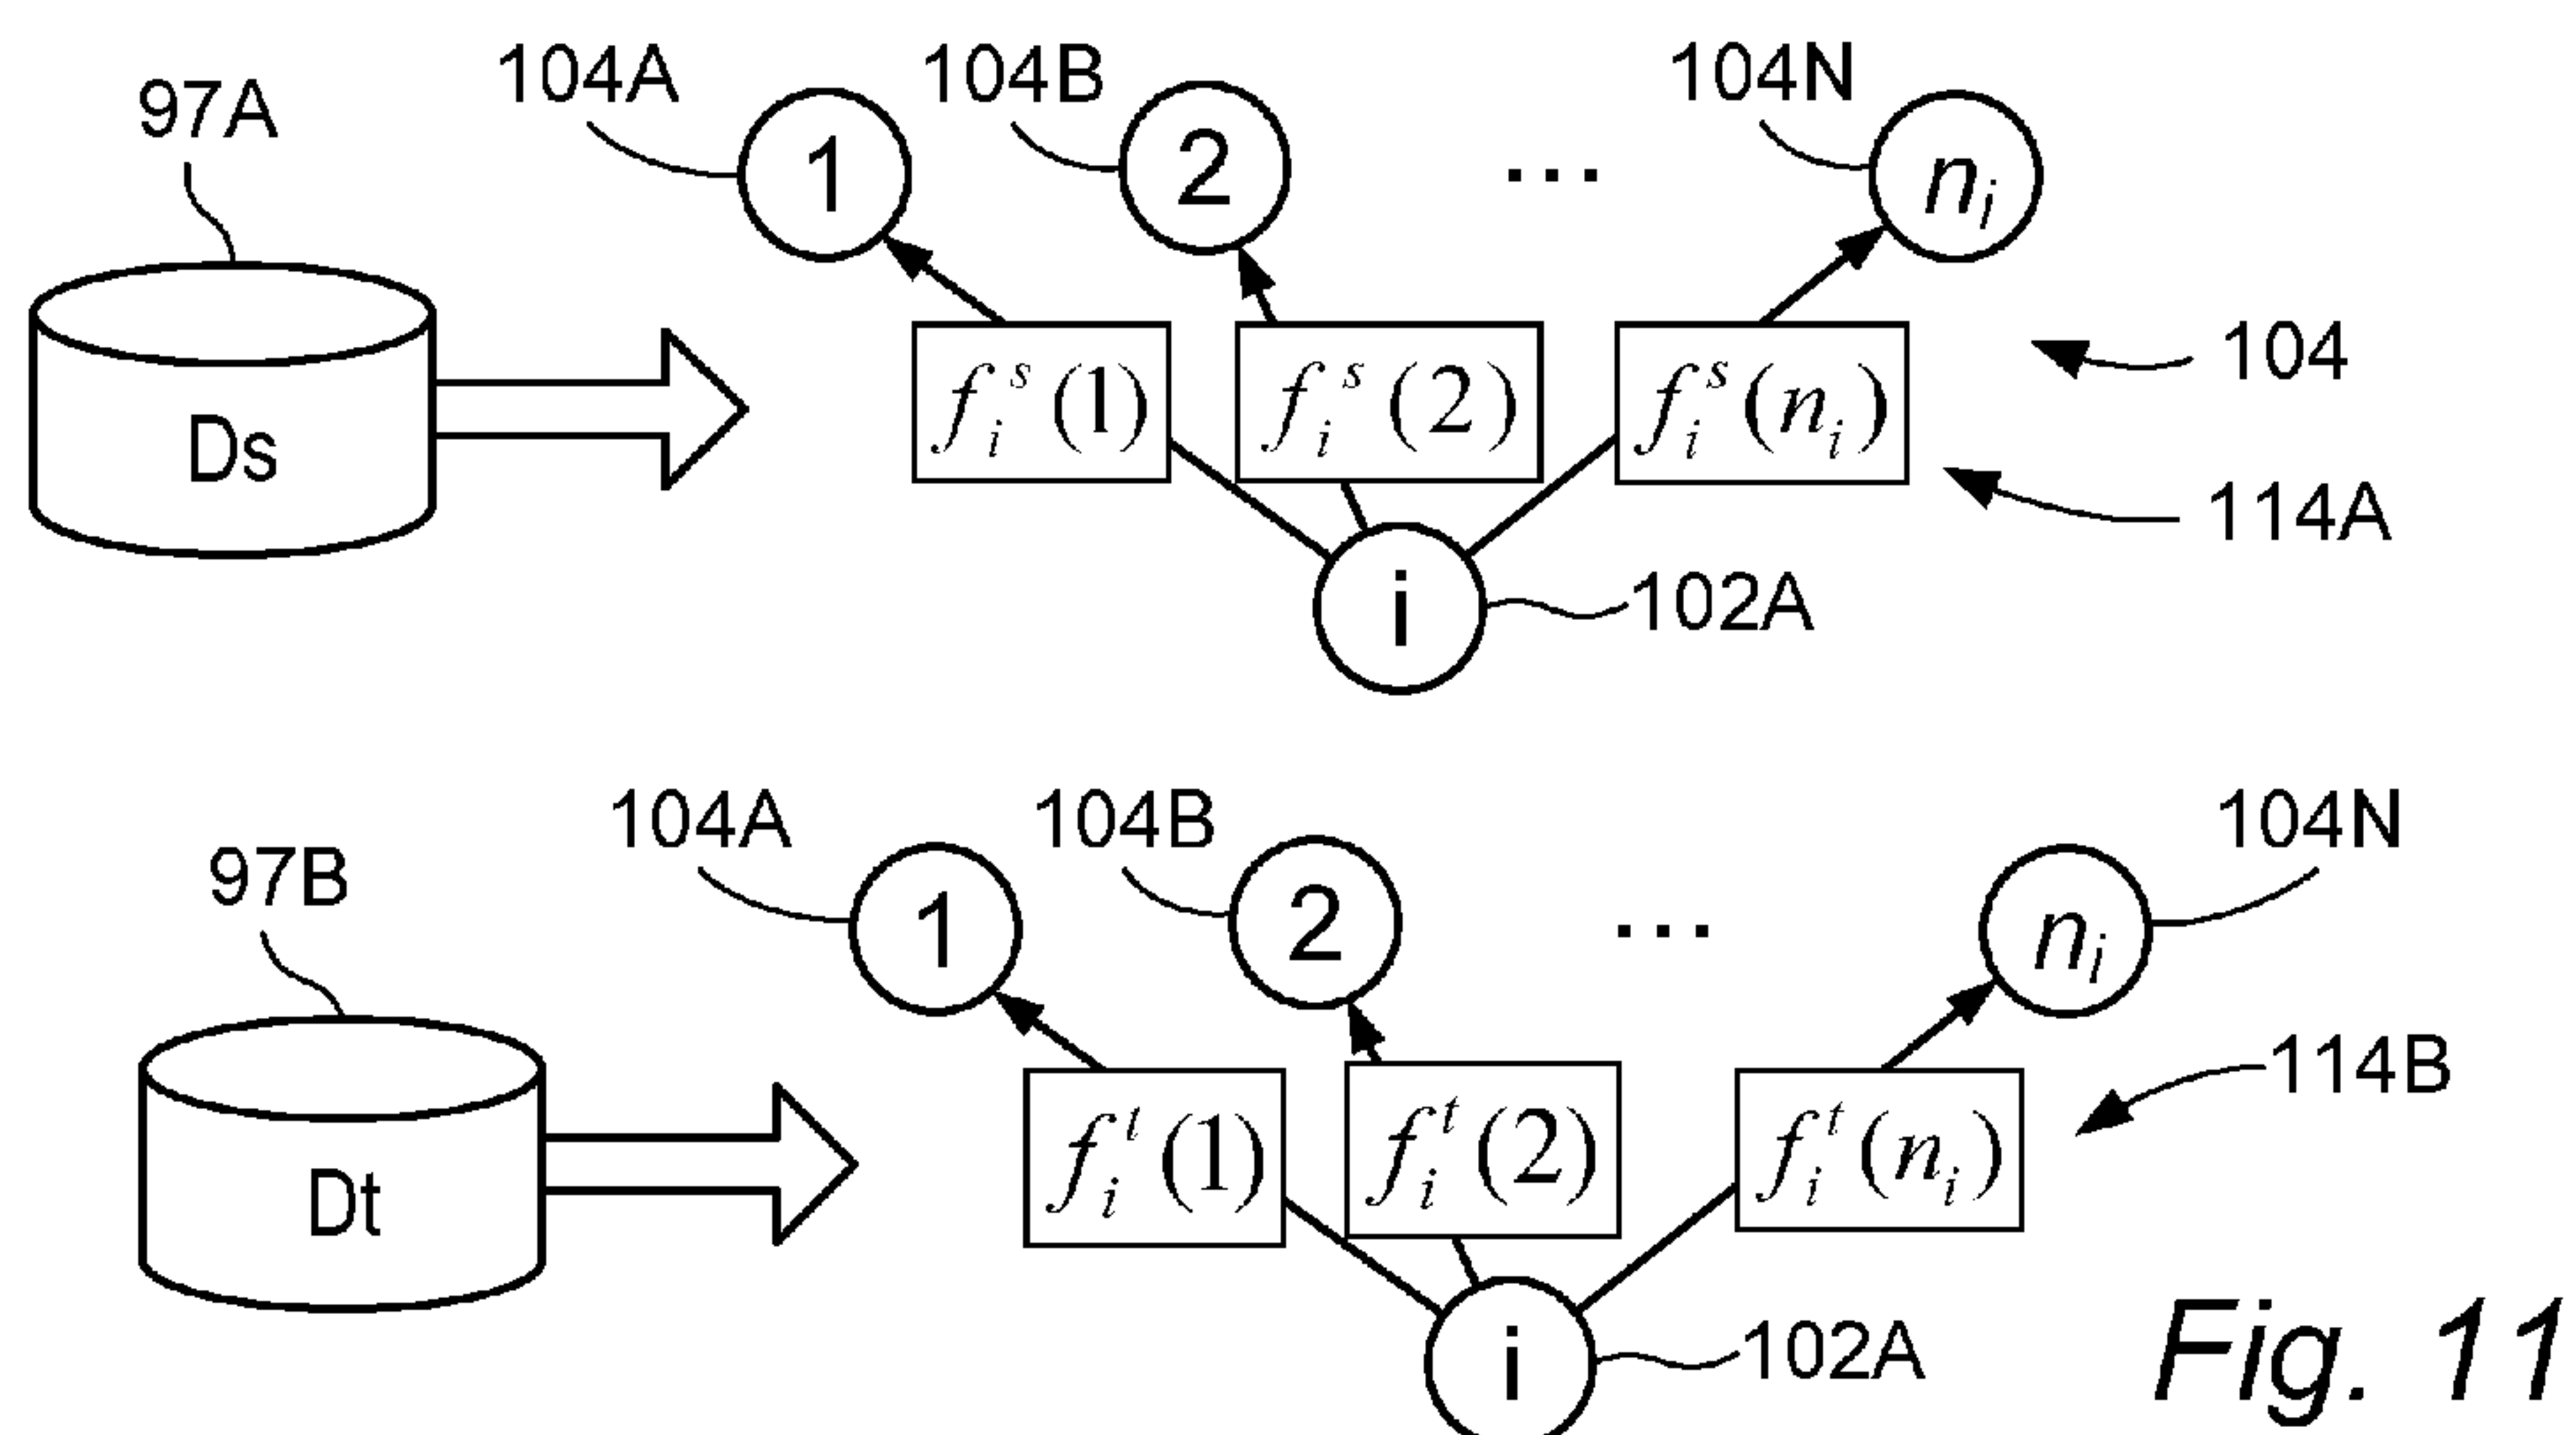 97A
104A
104B
104N
1
2
...
n_i
Ds
f_i^s(1)
f_i^s(2)
f_i^s(n_i)
104
114A
i
102A
97B
104A
104B
104N
1
2
...
n_i
Dt
f_i^t(1)
f_i^t(2)
f_i^t(n_i)
114B
i
102A
Fig. 11